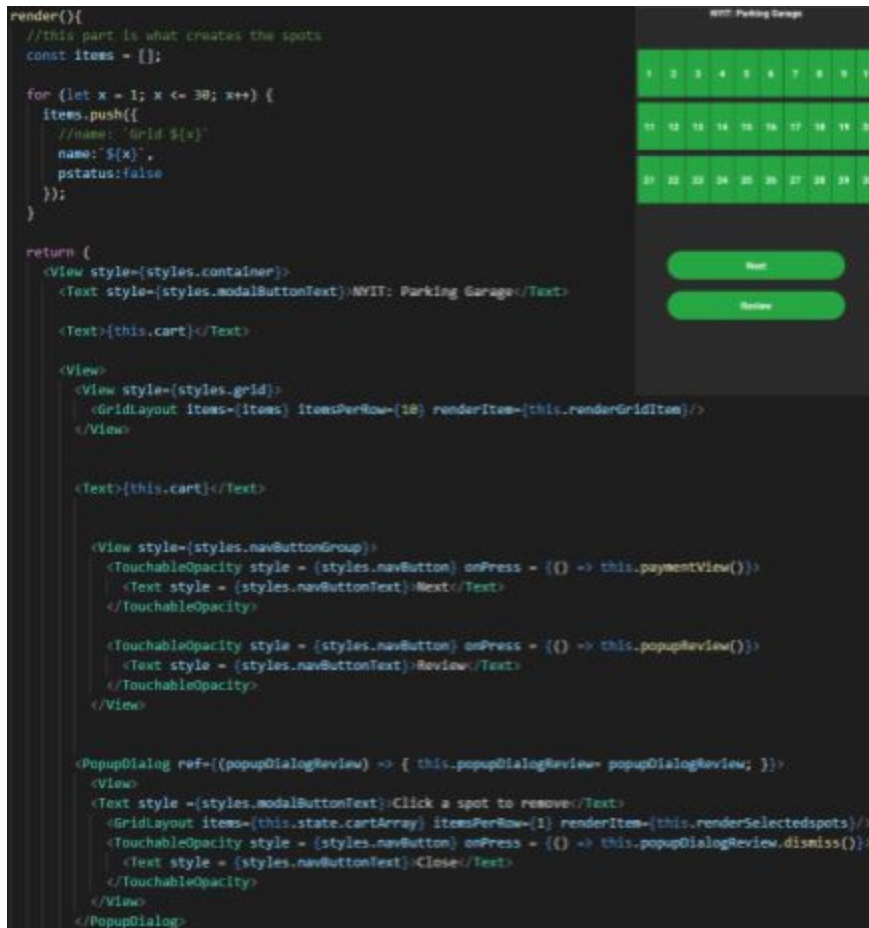 render(){
//this part is what creates the spots
const items = [];
for (let x = 1; x <= 30; x++) {
items.push({
//name: `Grid ${x}`
name:`${x}`,
pstatus:false
});
}
return (
<View style={styles.container}>
<Text style={styles.modalButtonText}>NYIT: Parking Garage</Text>
<Text>{this.cart}</Text>
<View>
<View style={styles.grid}>
<GridLayout items={items} itemsPerRow={10} renderItem={this.renderGridItem}/>
</View>
<Text>{this.cart}</Text>
<View style={styles.navButtonGroup}>
<TouchableOpacity style = {styles.navButton} onPress = {() => this.paymentView()}>
<Text style = {styles.navButtonText}>Next</Text>
</TouchableOpacity>
<TouchableOpacity style = {styles.navButton} onPress = {() => this.popupReview()}>
<Text style = {styles.navButtonText}>Review</Text>
</TouchableOpacity>
</View>
<PopupDialog ref={(popupDialogReview) => { this.popupDialogReview= popupDialogReview; }}>
<View>
<Text style ={styles.modalButtonText}>Click a spot to remove</Text>
<GridLayout items={this.state.cartArray} itemsPerRow={1} renderItem={this.renderSelectedspots}/>
<TouchableOpacity style = {styles.navButton} onPress = {() => this.popupDialogReview.dismiss()}>
<Text style = {styles.navButtonText}>Close</Text>
</TouchableOpacity>
</View>
</PopupDialog>
NYIT: Parking Garage
1 2 3 4 5 6 7 8 9
11 12 13 14 15 16 17 18 19
21 22 23 24 25 26 27 28 29
Next
Review